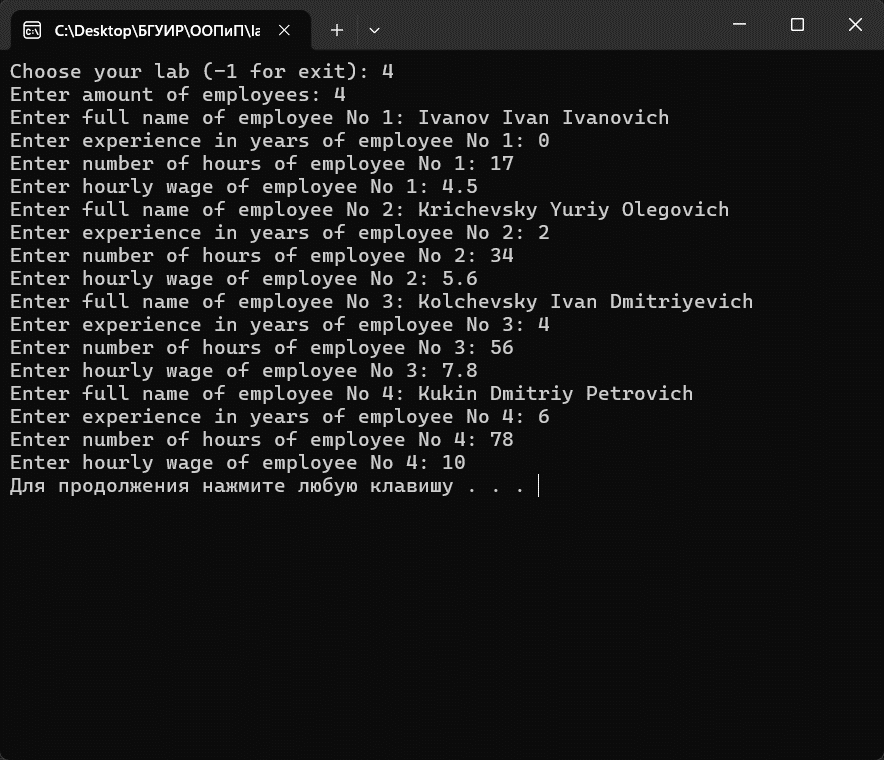 C:\Desktop\БГУИР\ООПиП\la
Choose your lab (-1 for exit): 4
Enter amount of employees: 4
Enter full name of employee No 1: Ivanov Ivan Ivanovich
Enter experience in years of employee No 1: 0
Enter number of hours of employee No 1: 17
Enter hourly wage of employee No 1: 4.5
Enter full name of employee No 2: Krichevsky Yuriy Olegovich
Enter experience in years of employee No 2: 2
Enter number of hours of employee No 2: 34
Enter hourly wage of employee No 2: 5.6
Enter full name of employee No 3: Kolchevsky Ivan Dmitriyevich
Enter experience in years of employee No 3: 4
Enter number of hours of employee No 3: 56
Enter hourly wage of employee No 3: 7.8
Enter full name of employee No 4: Kukin Dmitriy Petrovich
Enter experience in years of employee No 4: 6
Enter number of hours of employee No 4: 78
Enter hourly wage of employee No 4: 10
Для продолжения нажмите любую клавишу . . .